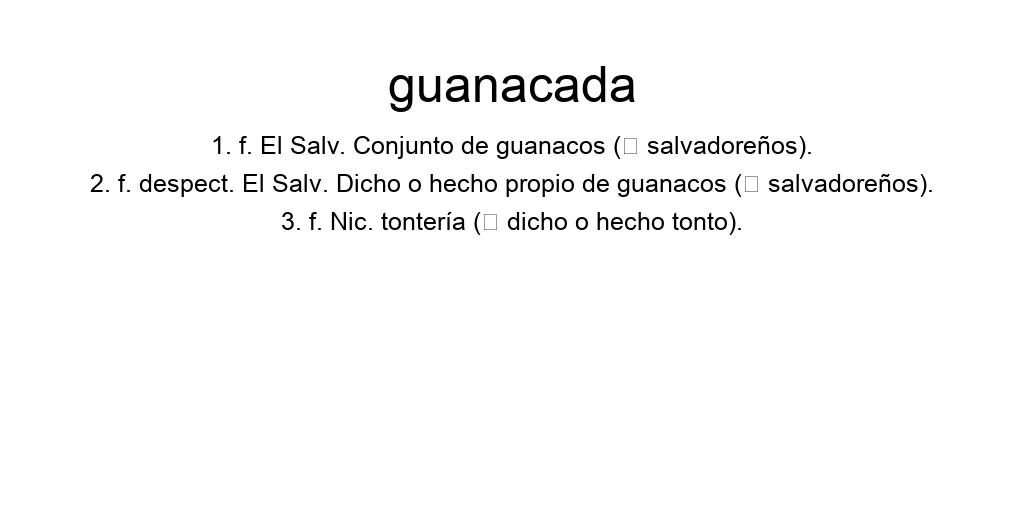 guanacada
1. f. El Salv. Conjunto de guanacos (□ salvadoreños).
2. f. despect. El Salv. Dicho o hecho propio de guanacos (□ salvadoreños).
3. f. Nic. tontería (□ dicho o hecho tonto).